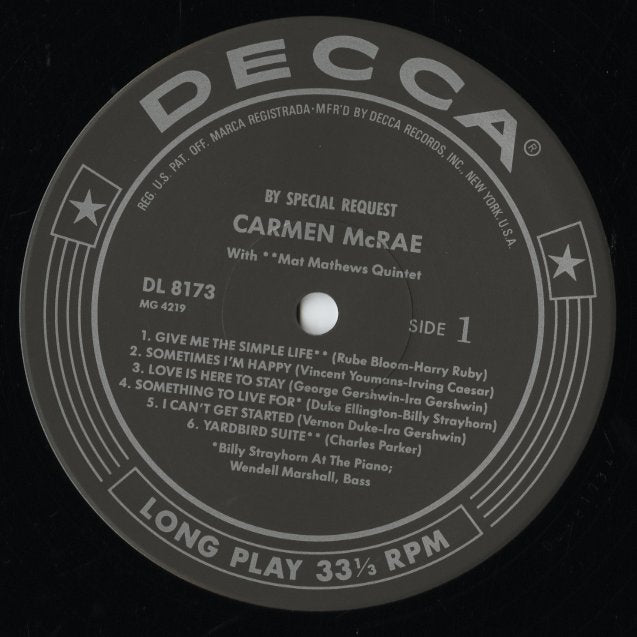 DECCA®
REG. U.S. PAT. OFF. MARCA REGISTRADA • MFR'D BY DECCA RECORDS, INC., NEW YORK, U.S.A.
BY SPECIAL REQUEST
CARMEN McRAE
With **Mat Mathews Quintet
DL 8173
MG 4219
SIDE 1
1. GIVE ME THE SIMPLE LIFE** (Rube Bloom-Harry Ruby)
2. SOMETIMES I'M HAPPY (Vincent Youmans-Irving Caesar)
3. LOVE IS HERE TO STAY (George Gershwin-Ira Gershwin)
4. SOMETHING TO LIVE FOR* (Duke Ellington-Billy Strayhorn)
5. I CAN'T GET STARTED (Vernon Duke-Ira Gershwin)
6. YARDBIRD SUITE** (Charles Parker)
*Billy Strayhorn At The Piano;
Wendell Marshall, Bass
LONG PLAY 33⅓ RPM